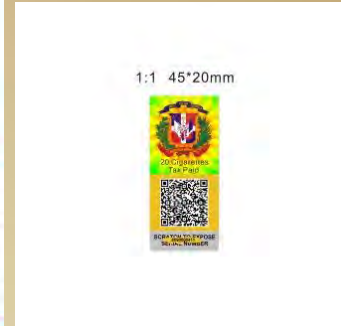 1:1 45*20mm
20 Cigarettes
Tax Paid
SCRATCH TO EXPOSE
SERIAL NUMBER